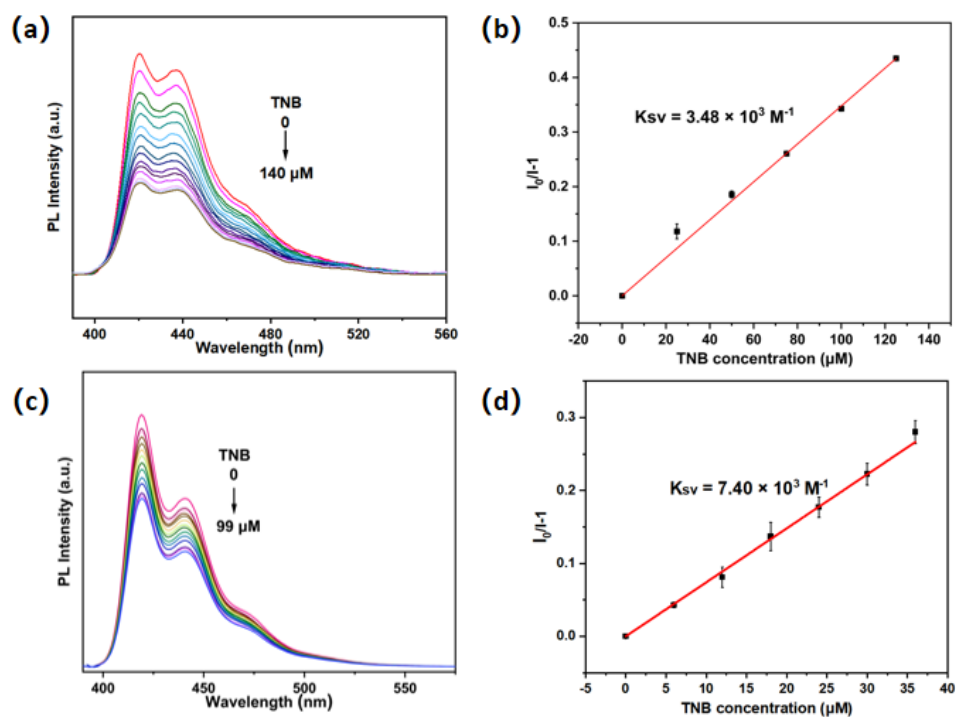 (a)
PL Intensity (a.u.)
TNB
0
140 μM
400 440 480 520 560
Wavelength (nm)
(b)
I0/I-1
0.5
0.4
0.3
0.2
0.1
0.0
Ksv = 3.48 × 10³ M⁻¹
-20 0 20 40 60 80 100 120 140
TNB concentration (μM)
(c)
PL Intensity (a.u.)
TNB
0
99 μM
400 450 500 550
Wavelength (nm)
(d)
I0/I-1
0.3
0.2
0.1
0.0
Ksv = 7.40 × 10³ M⁻¹
-5 0 5 10 15 20 25 30 35 40
TNB concentration (μM)